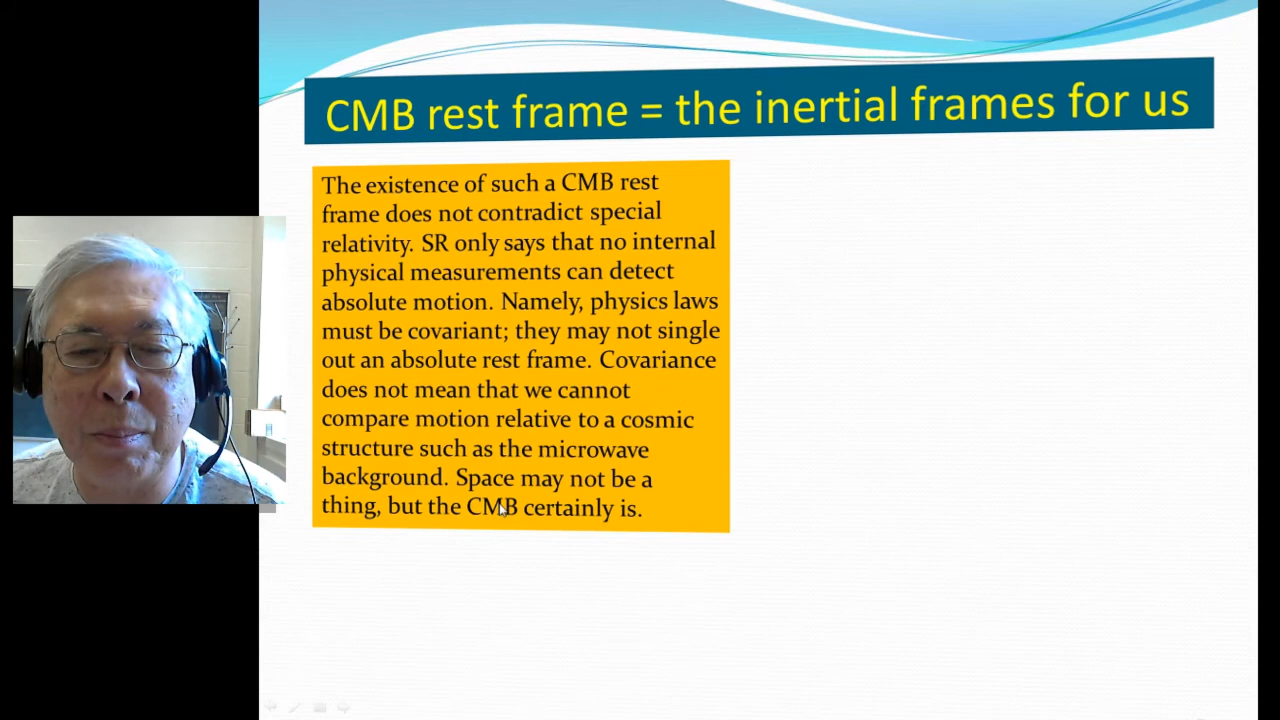 CMB rest frame = the inertial frames for us
The existence of such a CMB rest
frame does not contradict special
relativity. SR only says that no internal
physical measurements can detect
absolute motion. Namely, physics laws
must be covariant; they may not single
out an absolute rest frame. Covariance
does not mean that we cannot
compare motion relative to a cosmic
structure such as the microwave
background. Space may not be a
thing, but the CMB certainly is.